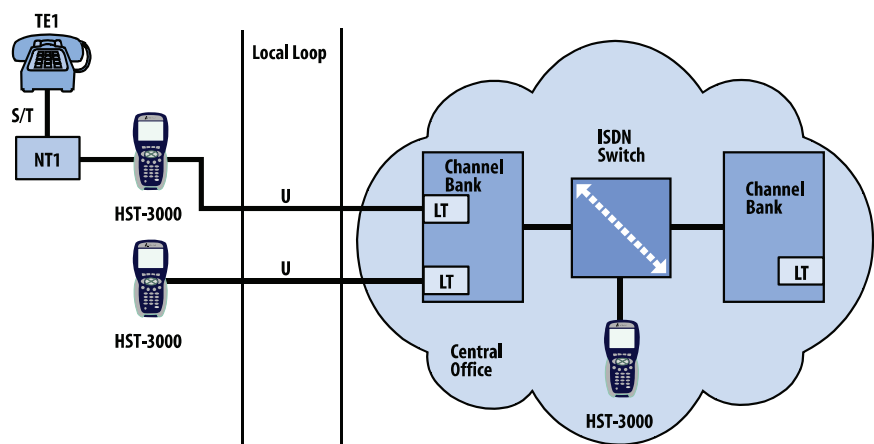 TE1
Local Loop
S/T
NT1
HST-3000
U
HST-3000
U
Channel
Bank
LT
LT
ISDN
Switch
Channel
Bank
LT
Central
Office
HST-3000